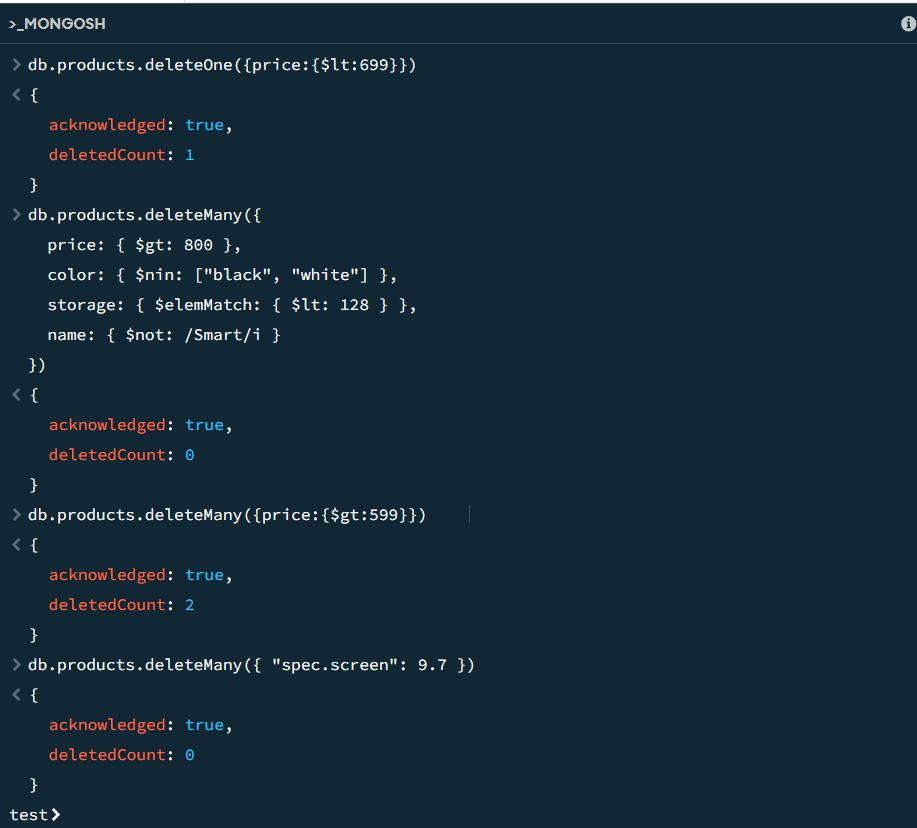 >_MONGOSH
> db.products.deleteOne({price:{$lt:699}})
< {
acknowledged: true,
deletedCount: 1
}
> db.products.deleteMany({
price: { $gt: 800 },
color: { $nin: ["black", "white"] },
storage: { $elemMatch: { $lt: 128 } },
name: { $not: /Smart/i }
})
< {
acknowledged: true,
deletedCount: 0
}
> db.products.deleteMany({price:{$gt:599}})
< {
acknowledged: true,
deletedCount: 2
}
> db.products.deleteMany({ "spec.screen": 9.7 })
< {
acknowledged: true,
deletedCount: 0
}
test>